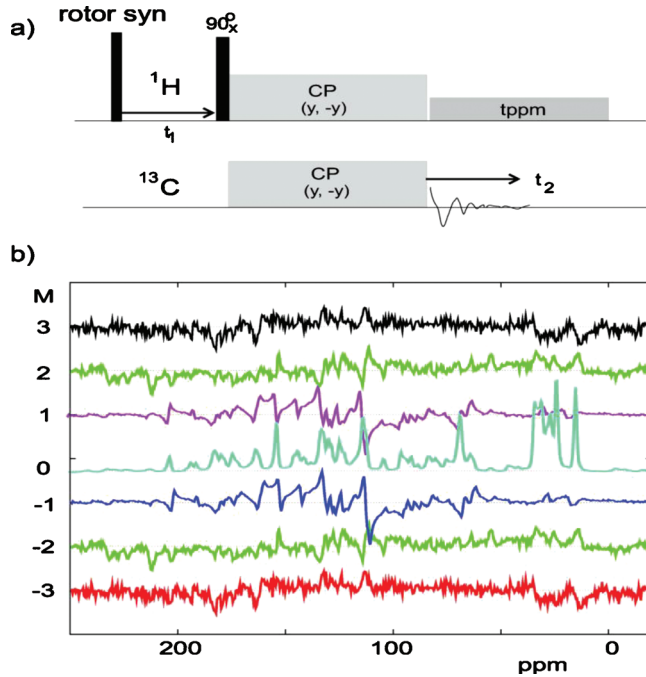 a)
rotor syn
90°x
¹H
t₁
CP
(y, -y)
tppm
¹³C
CP
(y, -y)
t₂
b)
M
3
2
1
0
-1
-2
-3
200
100
0
ppm